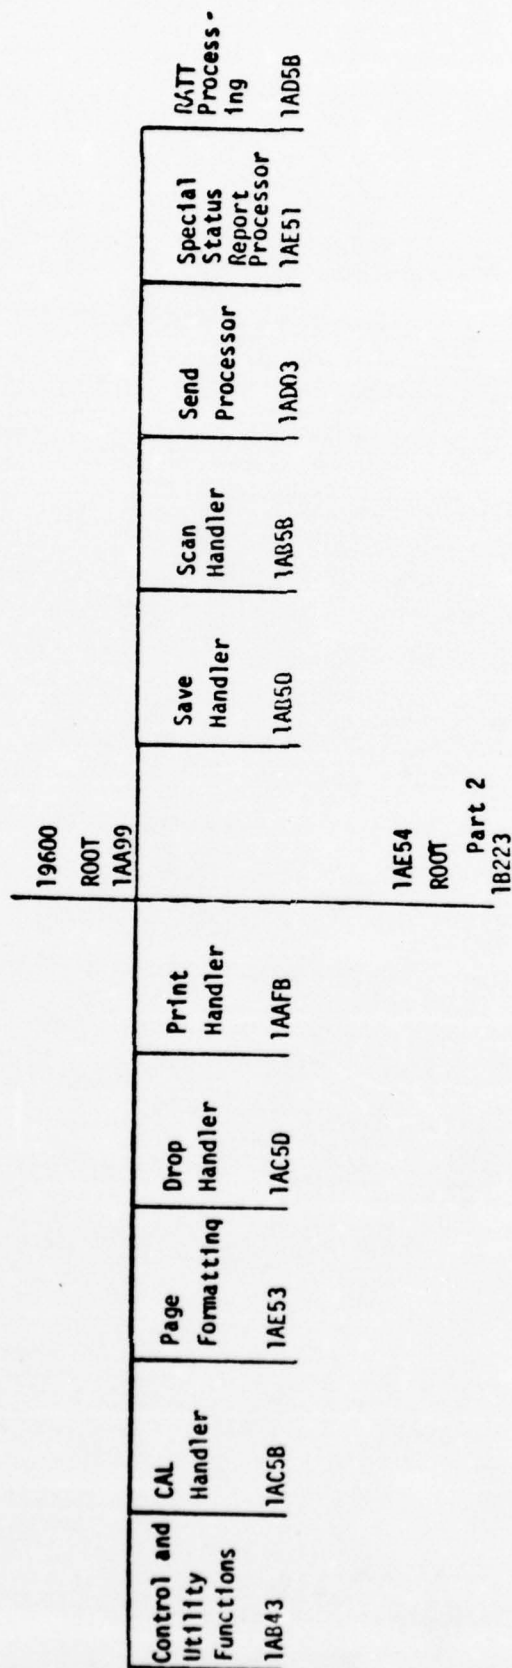 19600
ROOT
1AA99
Control and
Utility
Functions
1AB43
CAL
Handler
1AC5B
Page
Formatting
1AE53
Drop
Handler
1AC5D
Print
Handler
1AAFB
Save
Handler
1AB5D
Scan
Handler
1AB5B
Send
Processor
1AD03
Special
Status
Report
Processor
1AE51
RATT
Process-
ing
1AD5B
1AE54
ROOT
Part 2
1B223